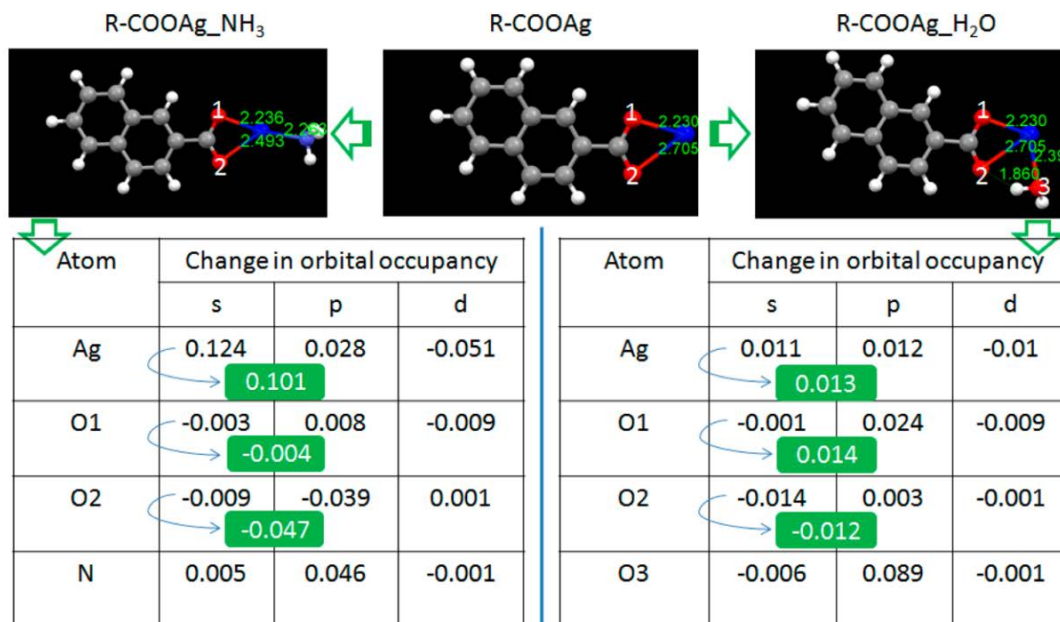 R-COOAg_NH₃ R-COOAg R-COOAg_H₂O
1 2.236 2.263 2.493 2
1 2.230 2.705 2
1 2.230 2.705 2.39 2 1.860 3
Atom Change in orbital occupancy
s p d
Ag 0.124 0.028 -0.051
0.101
O1 -0.003 0.008 -0.009
-0.004
O2 -0.009 -0.039 0.001
-0.047
N 0.005 0.046 -0.001
Atom Change in orbital occupancy
s p d
Ag 0.011 0.012 -0.01
0.013
O1 -0.001 0.024 -0.009
0.014
O2 -0.014 0.003 -0.001
-0.012
O3 -0.006 0.089 -0.001